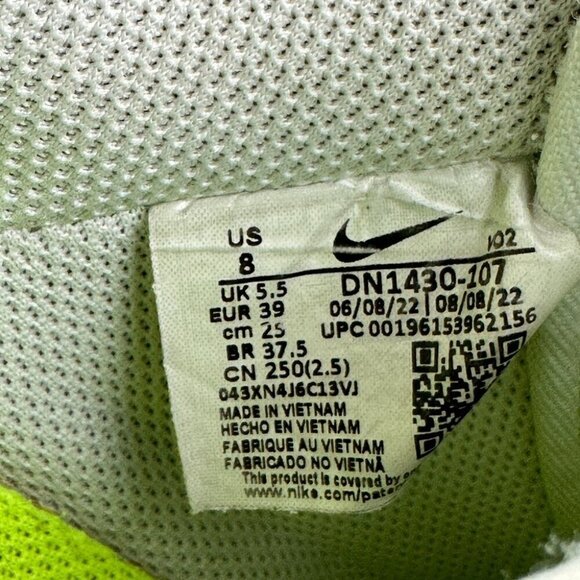 US 102
8 DN1430-107
UK 5.5 06/08/22 | 08/08/22
EUR 39 UPC 00196153962156
cm 25
BR 37.5
CN 250(2.5)
043XN4J6C13VJ
MADE IN VIETNAM
HECHO EN VIETNAM
FABRIQUE AU VIETNAM
FABRICADO NO VIETNÃ
This product is covered by
www.nike.com/paten